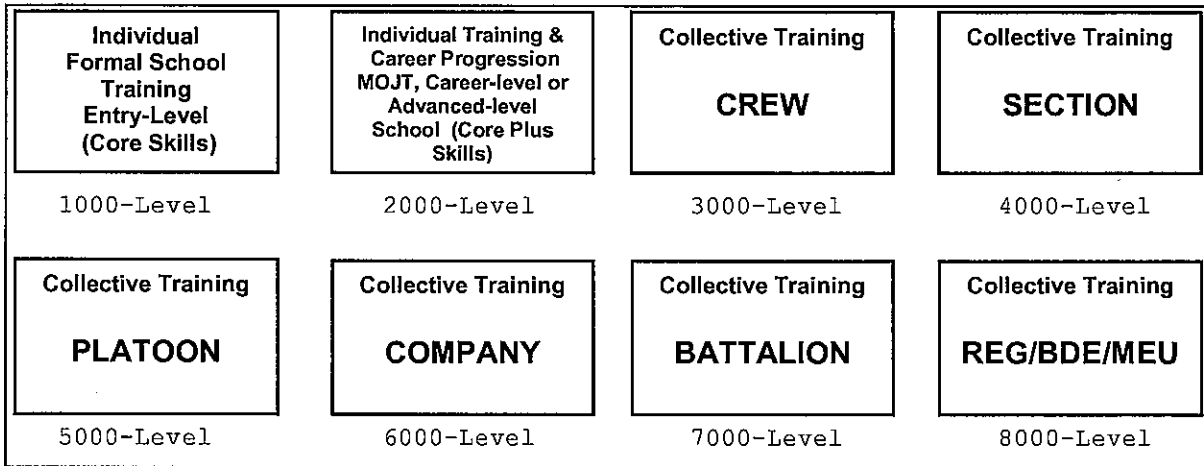 Individual
Formal School
Training
Entry-Level
(Core Skills)
1000-Level
Individual Training &
Career Progression
MOJT, Career-level or
Advanced-level
School (Core Plus
Skills)
2000-Level
Collective Training
CREW
3000-Level
Collective Training
SECTION
4000-Level
Collective Training
PLATOON
5000-Level
Collective Training
COMPANY
6000-Level
Collective Training
BATTALION
7000-Level
Collective Training
REG/BDE/MEU
8000-Level